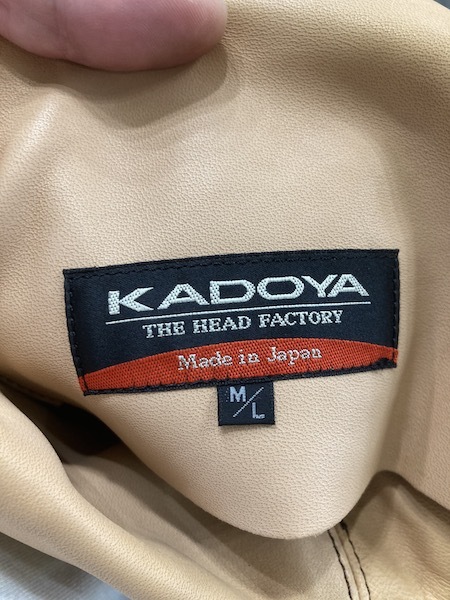 KADOYA
THE HEAD FACTORY
Made in Japan
M/L